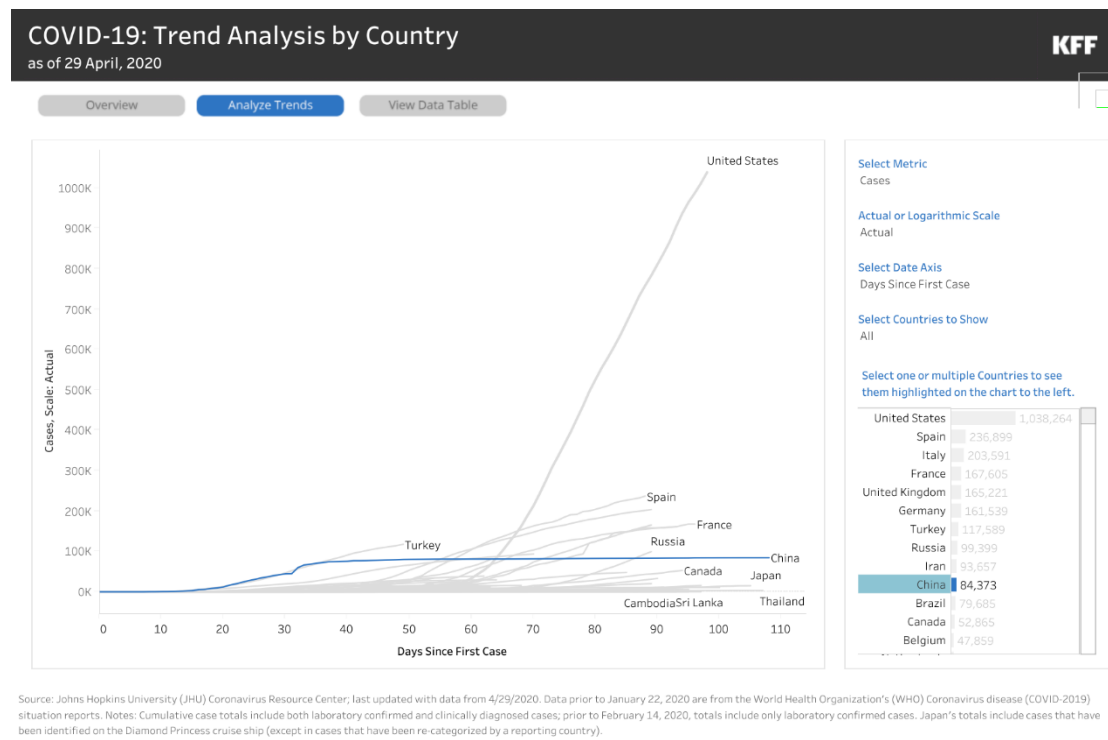 COVID-19: Trend Analysis by Country
as of 29 April, 2020
KFF
Overview
Analyze Trends
View Data Table
Cases, Scale: Actual
1000K
900K
800K
700K
600K
500K
400K
300K
200K
100K
0K
United States
Spain
France
Turkey
Russia
China
Canada
Japan
Cambodia
Sri Lanka
Thailand
0 10 20 30 40 50 60 70 80 90 100 110
Days Since First Case
Select Metric
Cases
Actual or Logarithmic Scale
Actual
Select Date Axis
Days Since First Case
Select Countries to Show
All
Select one or multiple Countries to see
them highlighted on the chart to the left.
United States 1,038,264
Spain 236,899
Italy 203,591
France 167,605
United Kingdom 165,221
Germany 161,539
Turkey 117,589
Russia 99,399
Iran 93,657
China 84,373
Brazil 79,685
Canada 52,865
Belgium 47,859
Source: Johns Hopkins University (JHU) Coronavirus Resource Center; last updated with data from 4/29/2020. Data prior to January 22, 2020 are from the World Health Organization's (WHO) Coronavirus disease (COVID-2019)
situation reports. Notes: Cumulative case totals include both laboratory confirmed and clinically diagnosed cases; prior to February 14, 2020, totals include only laboratory confirmed cases. Japan's totals include cases that have
been identified on the Diamond Princess cruise ship (except in cases that have been re-categorized by a reporting country).